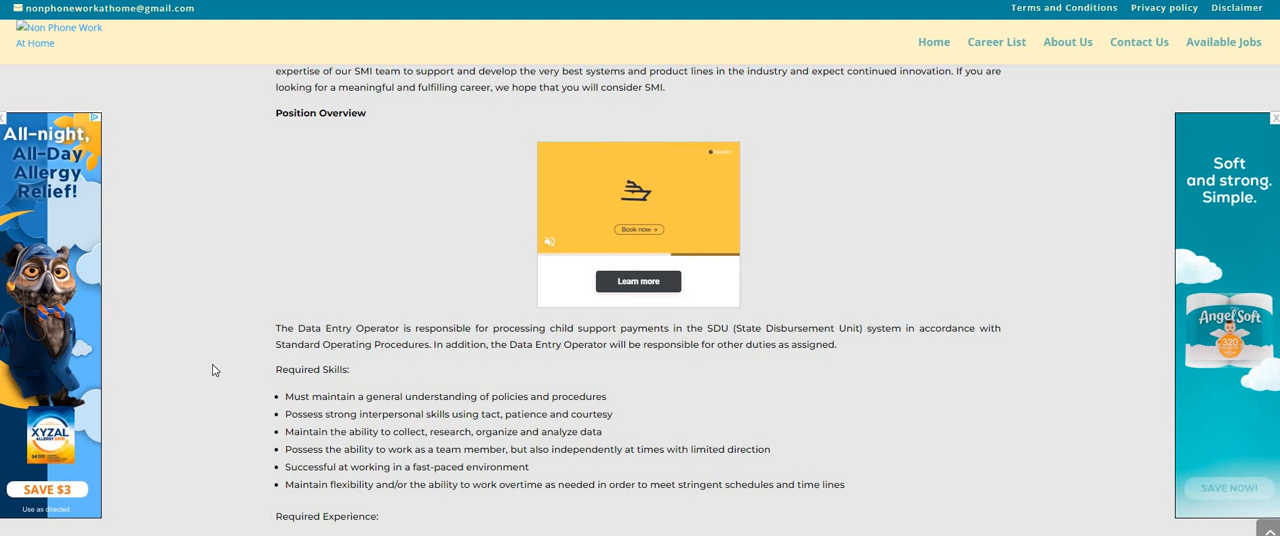 nonphoneworkathome@gmail.com
Terms and Conditions Privacy policy Disclaimer
Non Phone Work
At Home
Home Career List About Us Contact Us Available Jobs
expertise of our SMI team to support and develop the very best systems and product lines in the industry and expect continued innovation. If you are
looking for a meaningful and fulfilling career, we hope that you will consider SMI.
Position Overview
Book now →
Learn more
The Data Entry Operator is responsible for processing child support payments in the SDU (State Disbursement Unit) system in accordance with
Standard Operating Procedures. In addition, the Data Entry Operator will be responsible for other duties as assigned.
Required Skills:
Must maintain a general understanding of policies and procedures
Possess strong interpersonal skills using tact, patience and courtesy
Maintain the ability to collect, research, organize and analyze data
Possess the ability to work as a team member, but also independently at times with limited direction
Successful at working in a fast-paced environment
Maintain flexibility and/or the ability to work overtime as needed in order to meet stringent schedules and time lines
Required Experience:
All-night,
All-Day
Allergy
Relief!
XYZAL
SAVE $3
Use as directed.
X
Soft
and strong.
Simple.
Angel Soft
320
SAVE NOW!